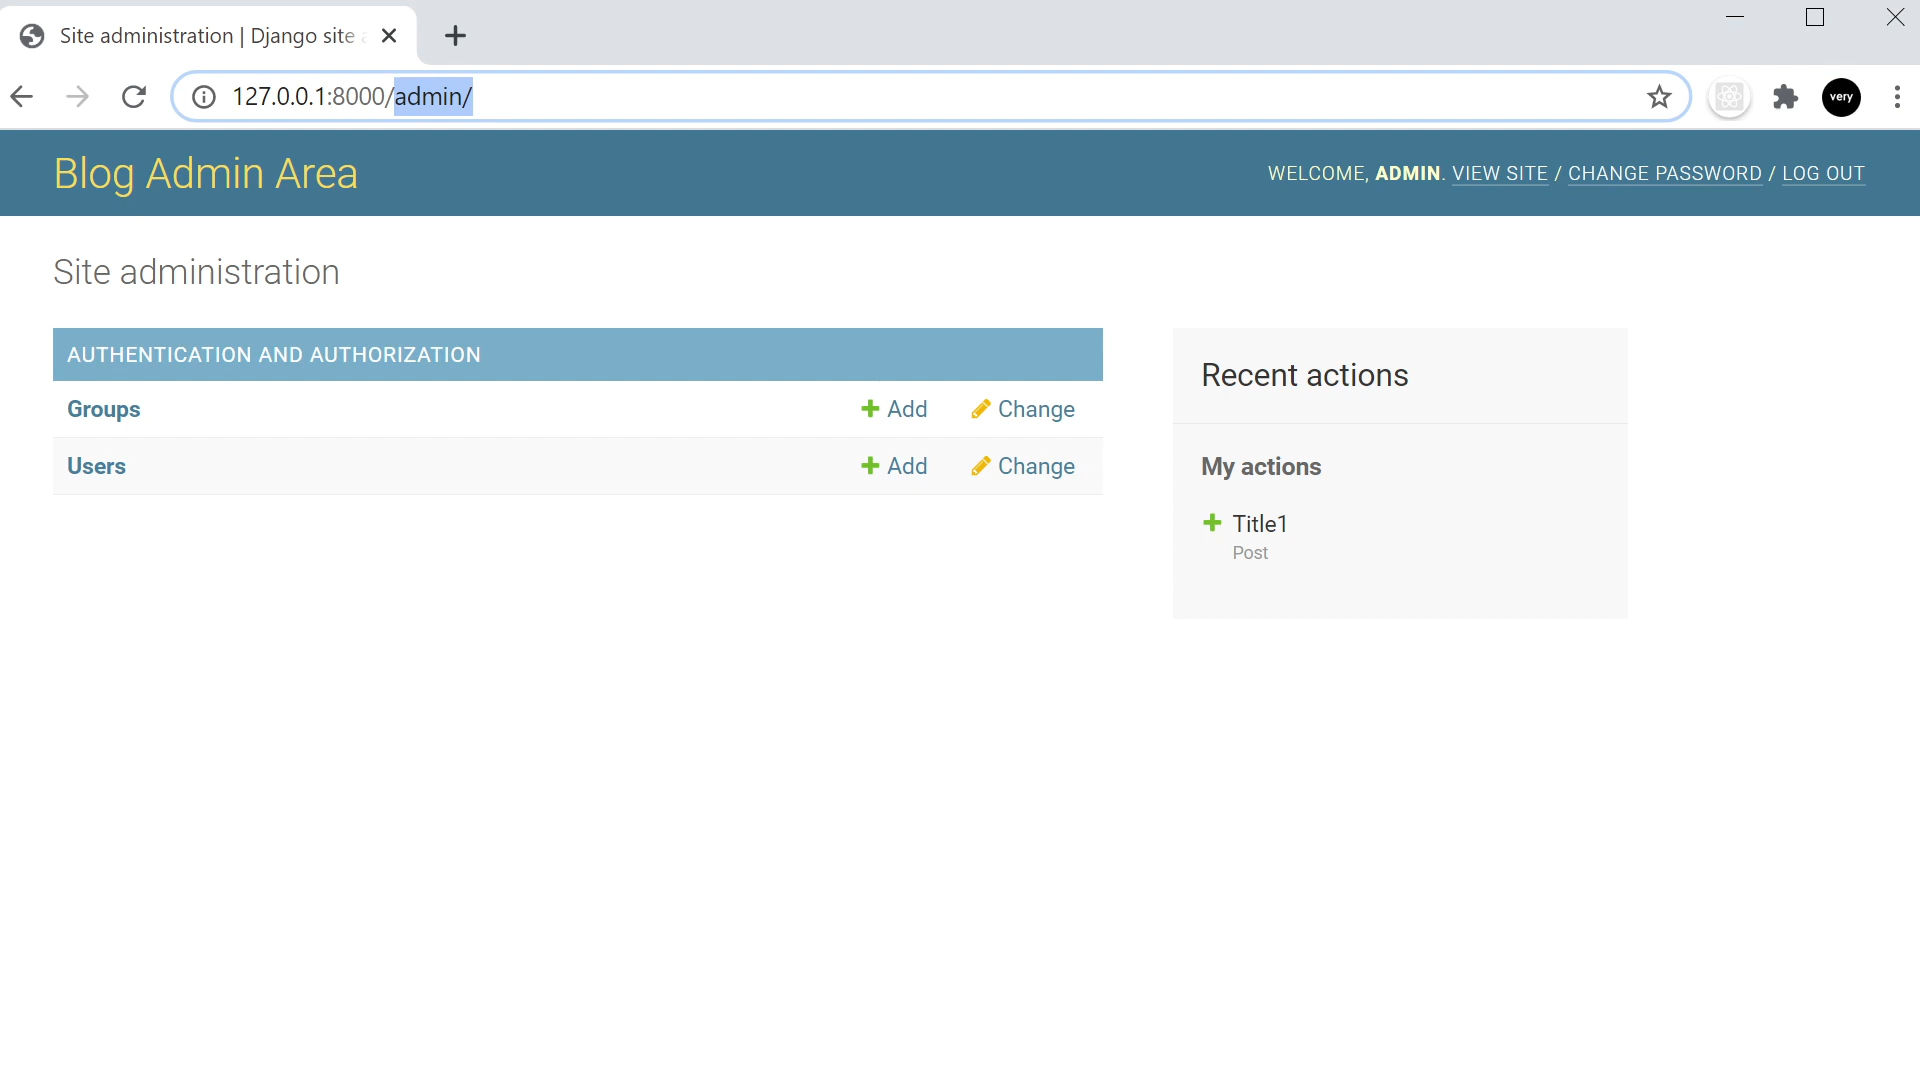 Site administration | Django site
127.0.0.1:8000/admin/
very
Blog Admin Area
WELCOME, ADMIN. VIEW SITE / CHANGE PASSWORD / LOG OUT
Site administration
AUTHENTICATION AND AUTHORIZATION
Groups Add Change
Users Add Change
Recent actions
My actions
Title1
Post